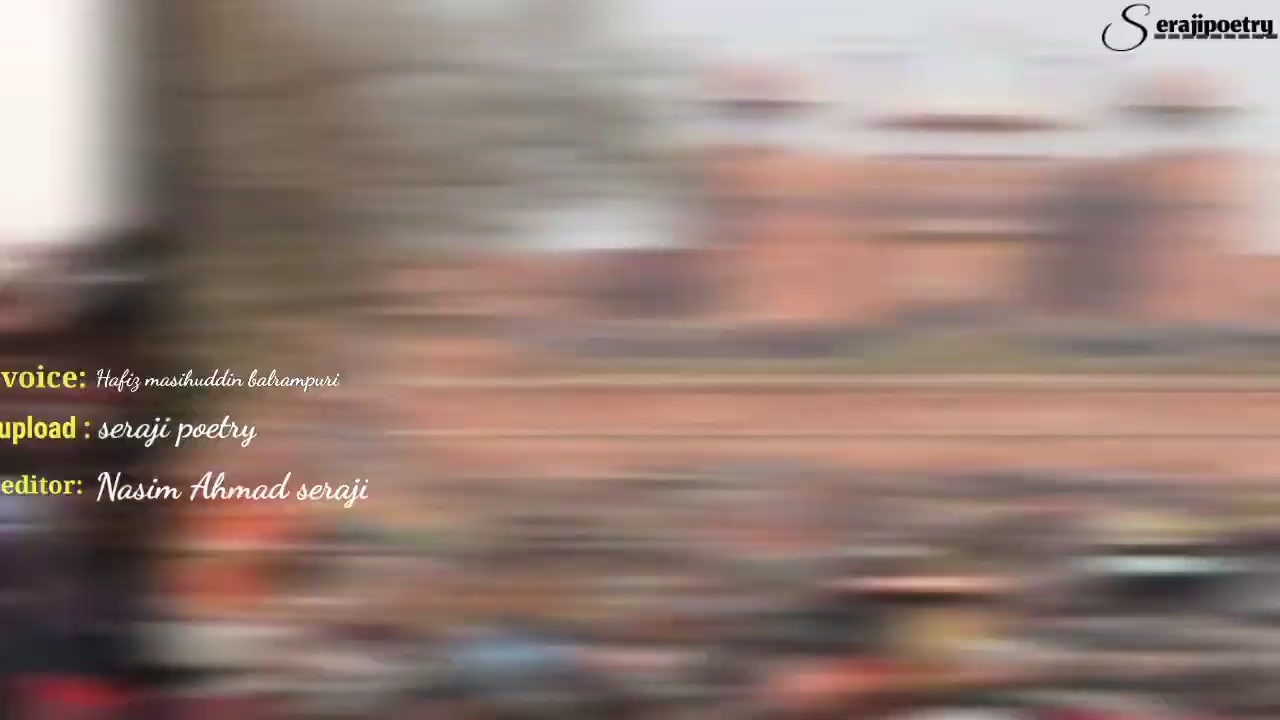 Serajipoetry
voice: Hafiz masihuddin balrampuri
upload : seraji poetry
editor: Nasim Ahmad seraji